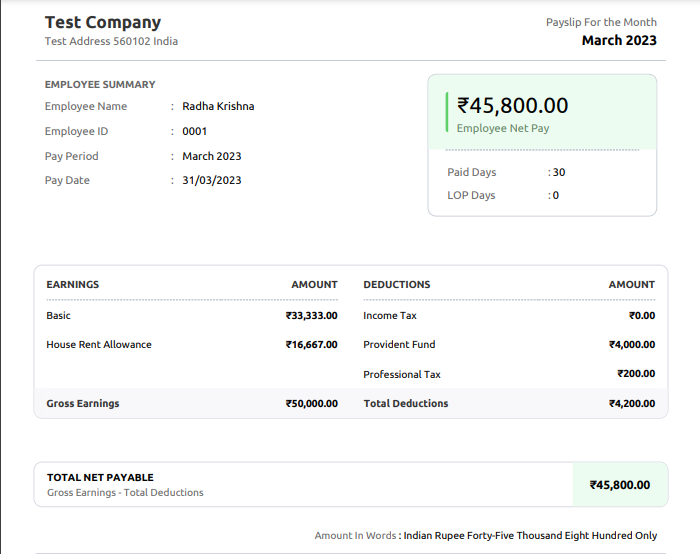 Test Company
Payslip For the Month
Test Address 560102 India
March 2023
EMPLOYEE SUMMARY
Employee Name : Radha Krishna
Employee ID : 0001
Pay Period : March 2023
Pay Date : 31/03/2023
₹45,800.00
Employee Net Pay
Paid Days : 30
LOP Days : 0
EARNINGS AMOUNT DEDUCTIONS AMOUNT
Basic ₹33,333.00 Income Tax ₹0.00
House Rent Allowance ₹16,667.00 Provident Fund ₹4,000.00
Professional Tax ₹200.00
Gross Earnings ₹50,000.00 Total Deductions ₹4,200.00
TOTAL NET PAYABLE
Gross Earnings - Total Deductions
₹45,800.00
Amount In Words : Indian Rupee Forty-Five Thousand Eight Hundred Only